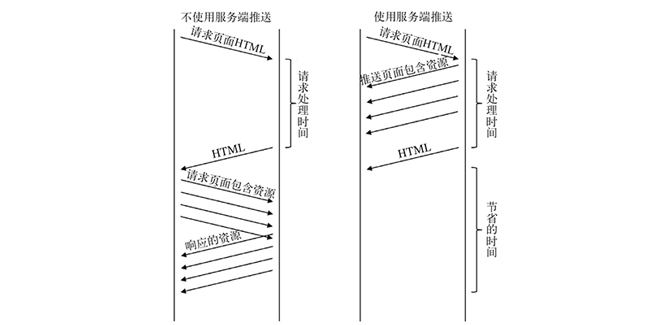 不使用服务端推送
请求页面HTML
请求处理时间
HTML
请求页面包含资源
响应的资源
使用服务端推送
请求页面HTML
推送页面包含资源
请求处理时间
HTML
节省的时间